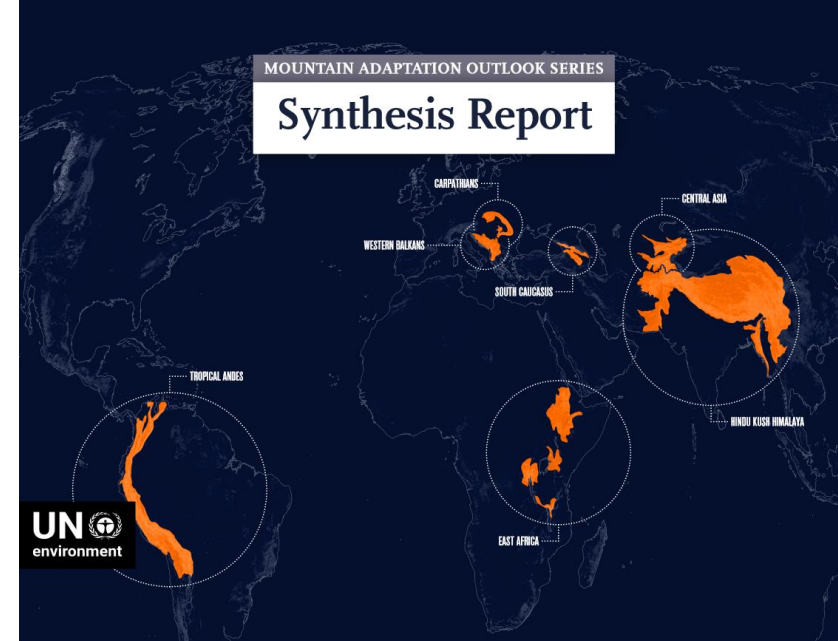 MOUNTAIN ADAPTATION OUTLOOK SERIES
Synthesis Report
CARPATHIANS
CENTRAL ASIA
WESTERN BALKANS
SOUTH CAUCASUS
TROPICAL ANDES
HINDU KUSH HIMALAYA
UN
environment
EAST AFRICA